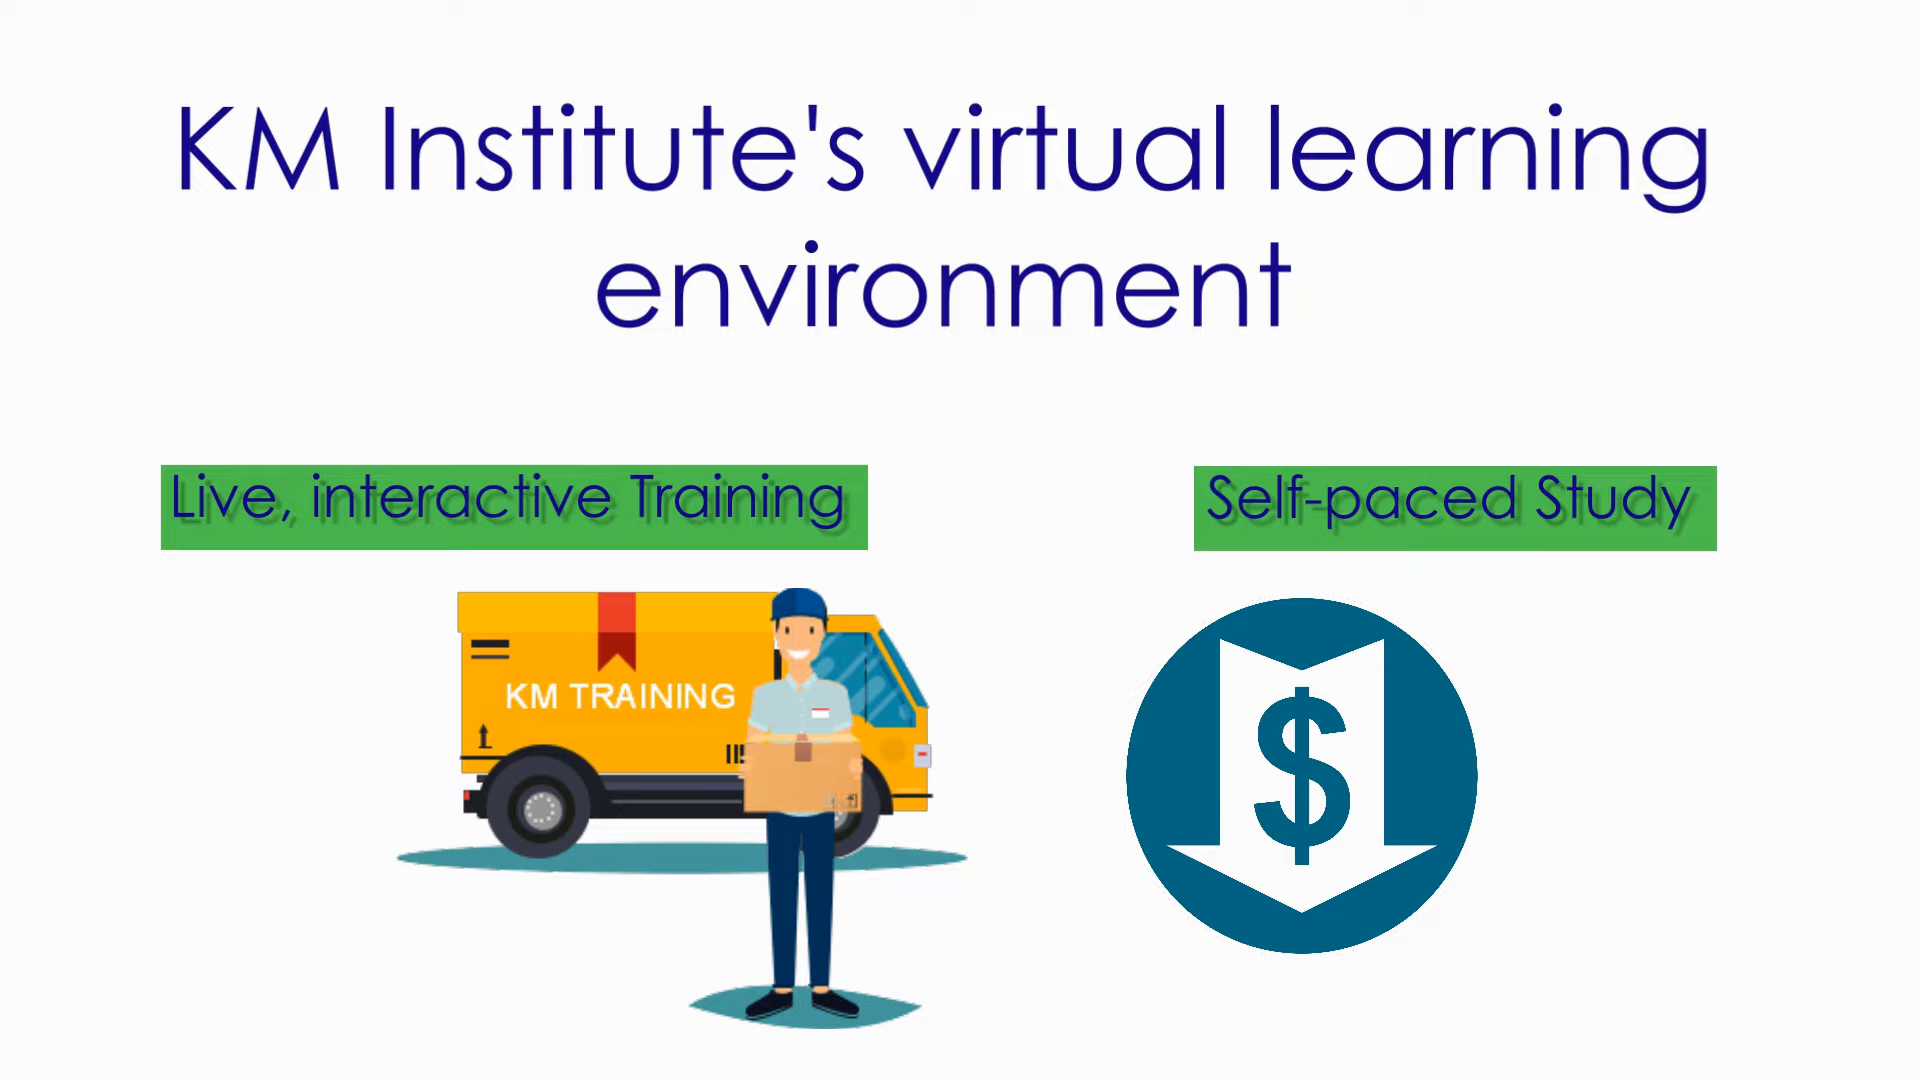 KM Institute's virtual learning
environment
Live, interactive Training
Self-paced Study
KM TRAINING
$